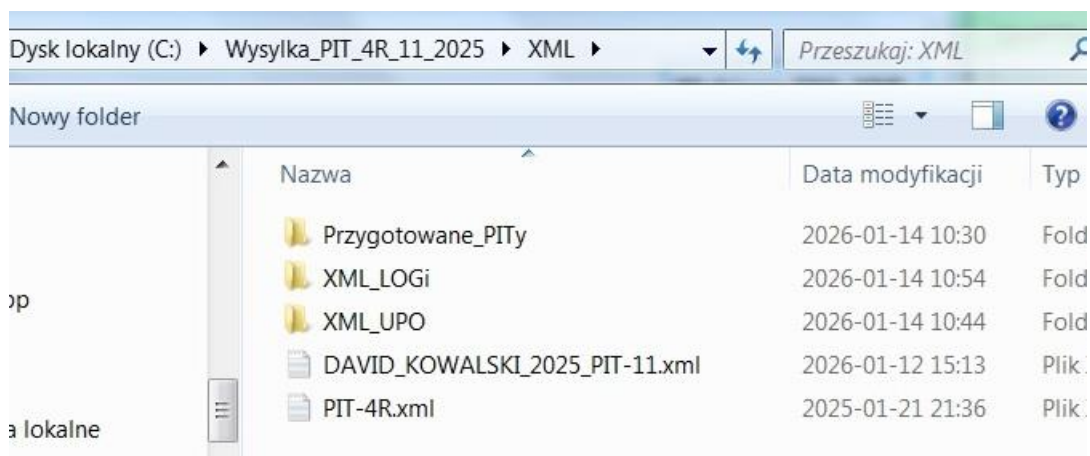 Dysk lokalny (C:) Wysylka_PIT_4R_11_2025 XML Przeszukaj: XML
Nowy folder
Nazwa Data modyfikacji Typ
Przygotowane_PITy 2026-01-14 10:30 Fold
XML_LOGi 2026-01-14 10:54 Fold
XML_UPO 2026-01-14 10:44 Fold
DAVID_KOWALSKI_2025_PIT-11.xml 2026-01-12 15:13 Plik
PIT-4R.xml 2025-01-21 21:36 Plik
a lokalne